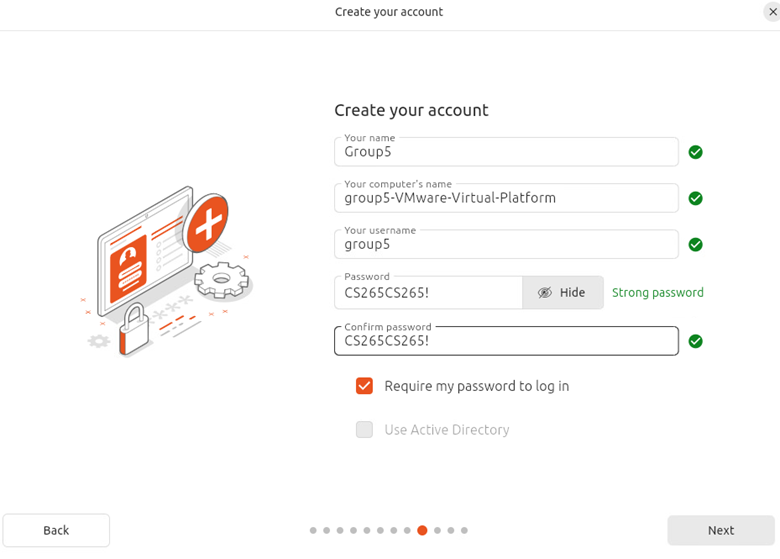 Create your account
Create your account
Your name
Group5
Your computer's name
group5-VMware-Virtual-Platform
Your username
group5
Password
CS265CS265!
Hide
Strong password
Confirm password
CS265CS265!
Require my password to log in
Use Active Directory
Back
Next